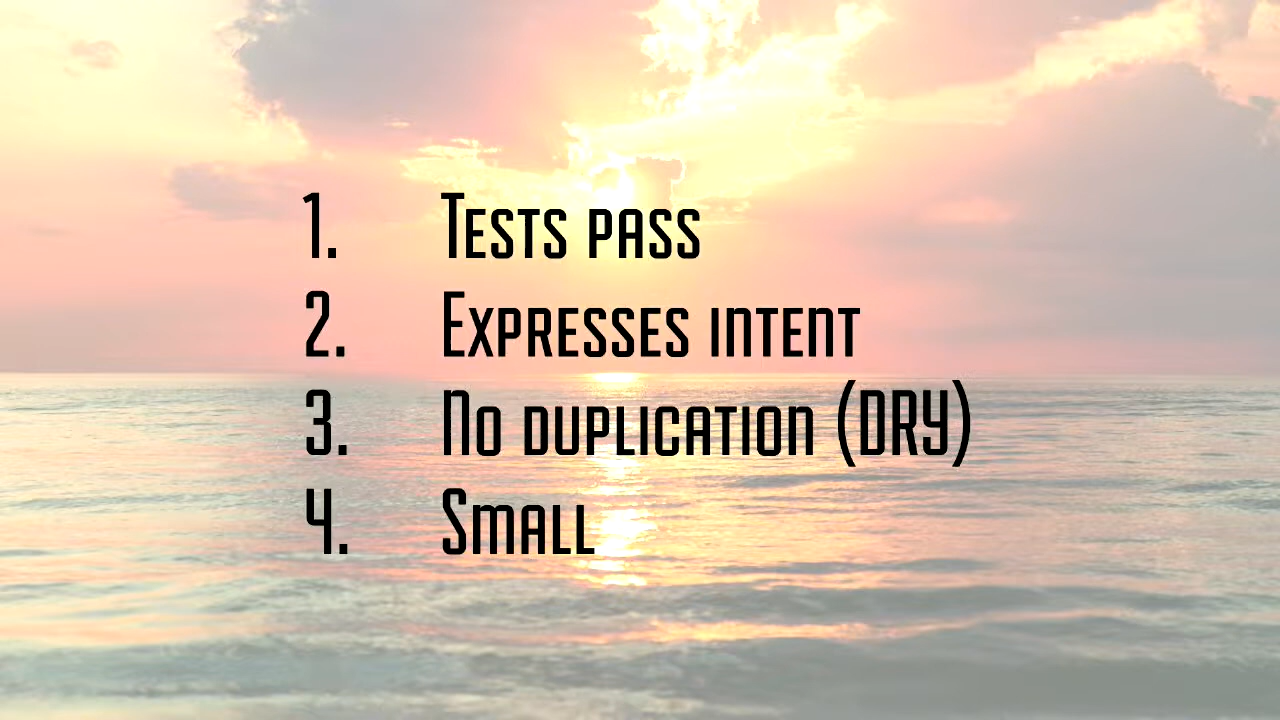 1. Tests pass
2. Expresses intent
3. No duplication (DRY)
4. Small